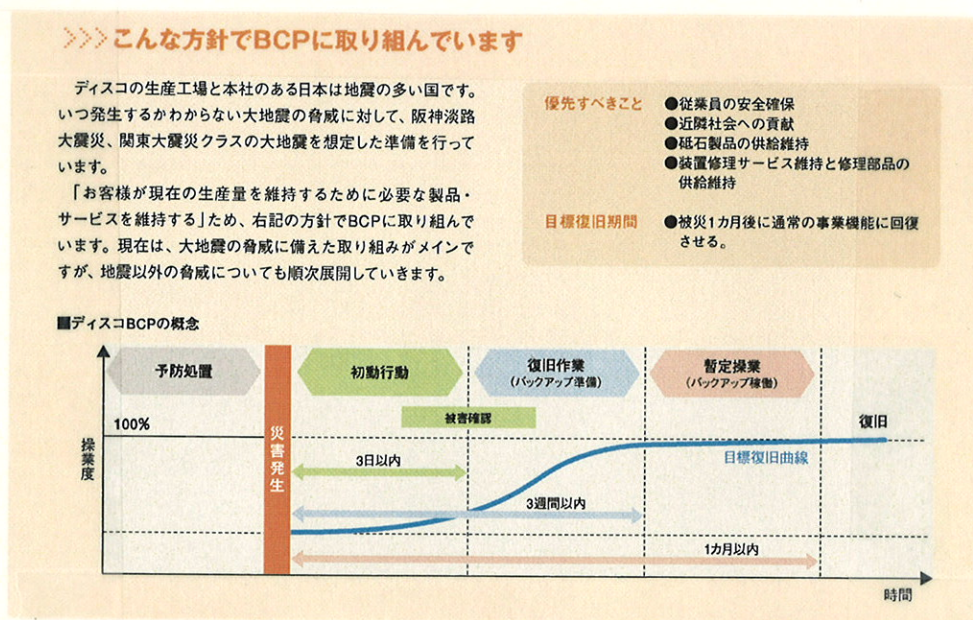 >>>こんな方針でBCPに取り組んでいます
ディスコの生産工場と本社のある日本は地震の多い国です。
いつ発生するかわからない大地震の脅威に対して、阪神淡路
大震災、関東大震災クラスの大地震を想定した準備を行って
います。
「お客様が現在の生産量を維持するために必要な製品・
サービスを維持する」ため、右記の方針でBCPに取り組んで
います。現在は、大地震の脅威に備えた取り組みがメインで
すが、地震以外の脅威についても順次展開していきます。
優先すべきこと
●従業員の安全確保
●近隣社会への貢献
●砥石製品の供給維持
●装置修理サービス維持と修理部品の
供給維持
目標復旧期間
●被災1カ月後に通常の事業機能に回復
させる。
■ディスコBCPの概念
予防処置
初動行動
復旧作業
(バックアップ準備)
暫定操業
(バックアップ稼働)
被害確認
100%
復旧
操業度
災害発生
3日以内
目標復旧曲線
3週間以内
1カ月以内
時間